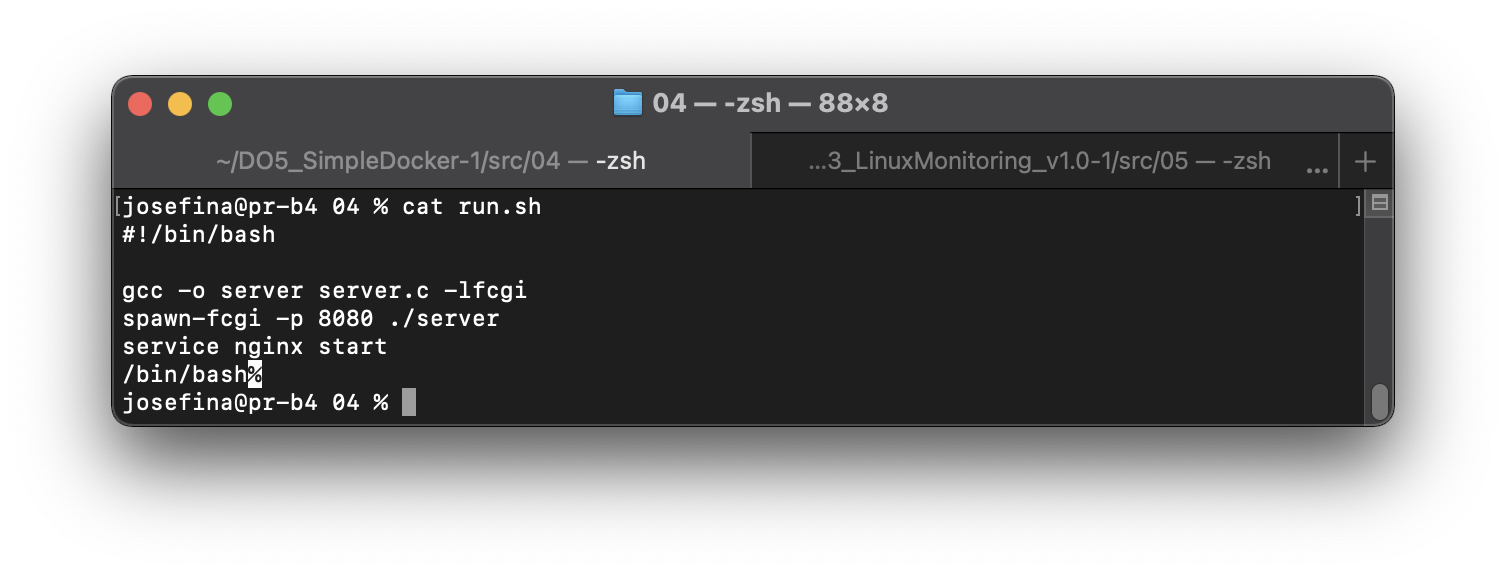 04 — -zsh — 88×8
~/DO5_SimpleDocker-1/src/04 — -zsh
...3_LinuxMonitoring_v1.0-1/src/05 — -zsh ...
[josefina@pr-b4 04 % cat run.sh ]
#!/bin/bash

gcc -o server server.c -lfcgi
spawn-fcgi -p 8080 ./server
service nginx start
/bin/bash%
josefina@pr-b4 04 %